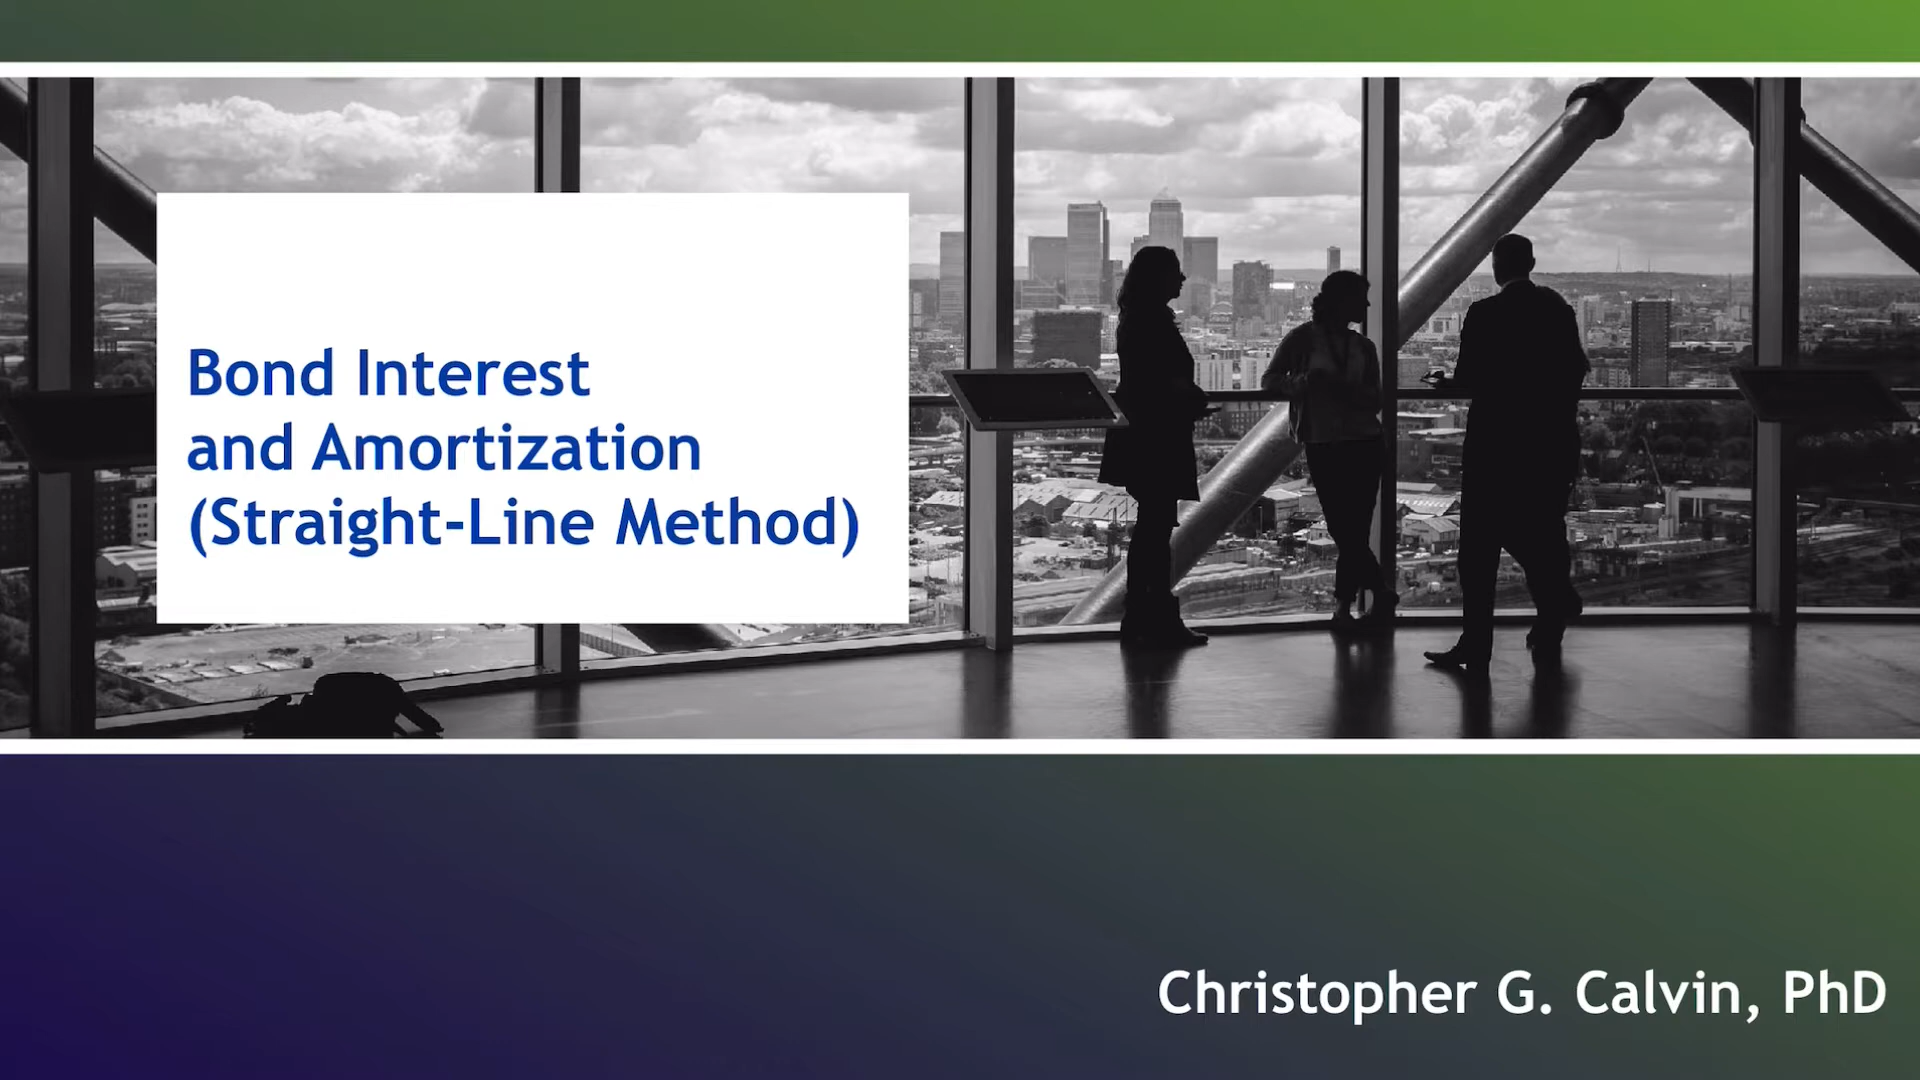 Bond Interest
and Amortization
(Straight-Line Method)
Christopher G. Calvin, PhD